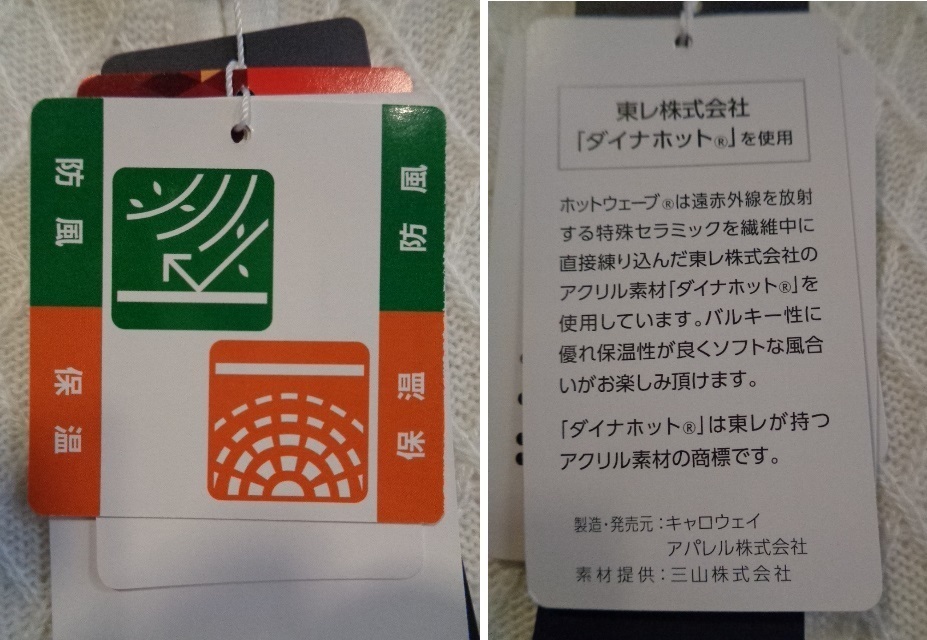 防風
防風
保温
保温
東レ株式会社
「ダイナホット®」を使用
ホットウェーブ®は遠赤外線を放射
する特殊セラミックを繊維中に
直接練り込んだ東レ株式会社の
アクリル素材「ダイナホット®」を
使用しています。バルキー性に
優れ保温性が良くソフトな風合
いがお楽しみ頂けます。
「ダイナホット®」は東レが持つ
アクリル素材の商標です。
製造・発売元：キャロウェイ
アパレル株式会社
素材提供：三山株式会社